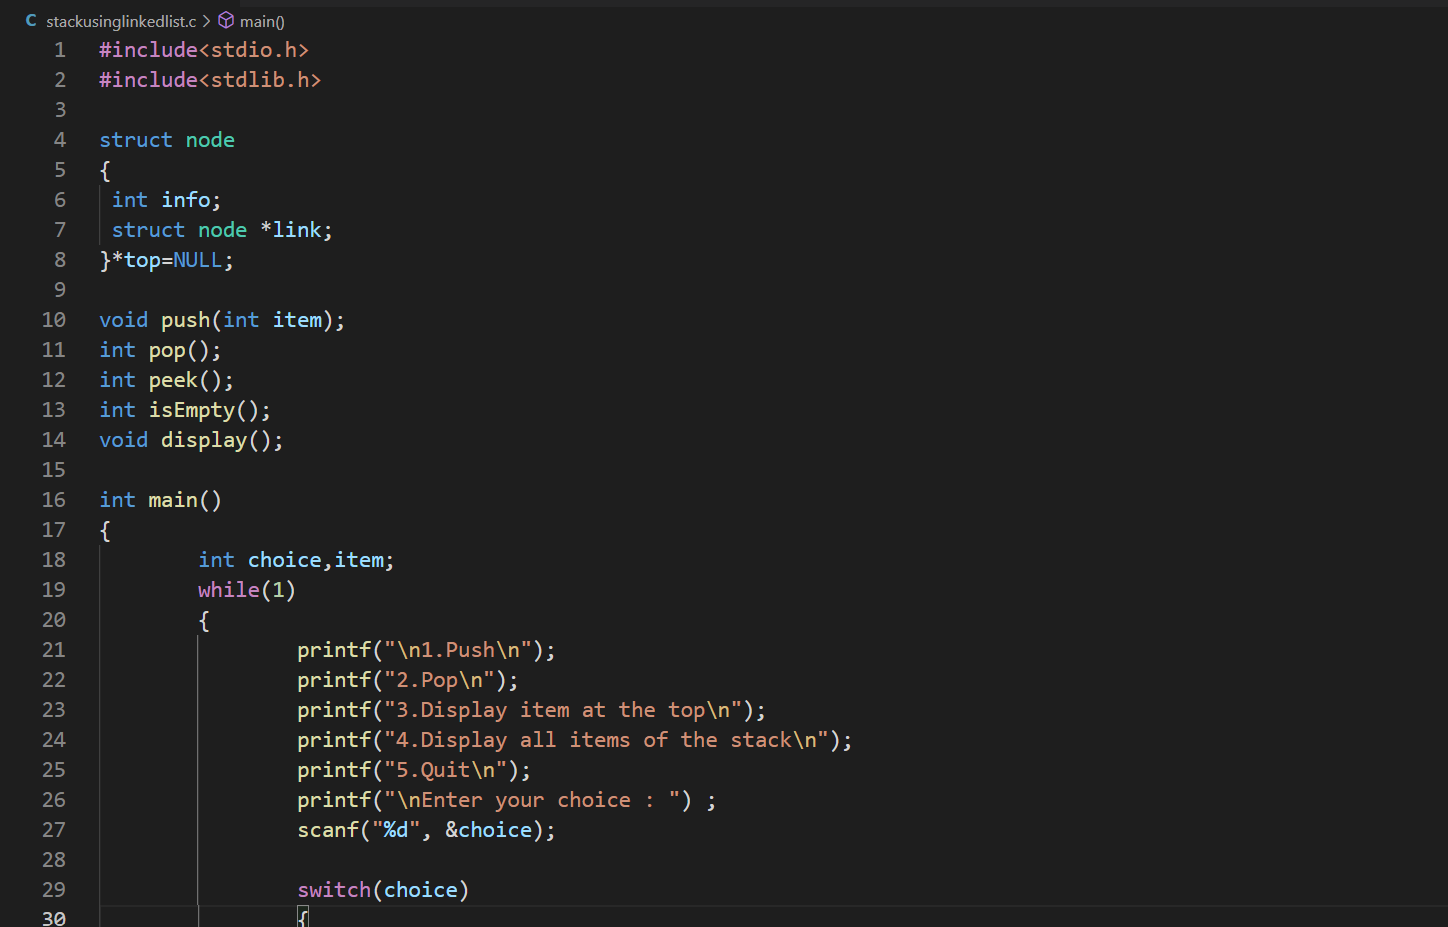 C stackusinglinkedlist.c > main()
1 #include<stdio.h>
2 #include<stdlib.h>
3
4 struct node
5 {
6 int info;
7 struct node *link;
8 }*top=NULL;
9
10 void push(int item);
11 int pop();
12 int peek();
13 int isEmpty();
14 void display();
15
16 int main()
17 {
18 int choice,item;
19 while(1)
20 {
21 printf("\n1.Push\n");
22 printf("2.Pop\n");
23 printf("3.Display item at the top\n");
24 printf("4.Display all items of the stack\n");
25 printf("5.Quit\n");
26 printf("\nEnter your choice : ") ;
27 scanf("%d", &choice);
28
29 switch(choice)
30 {